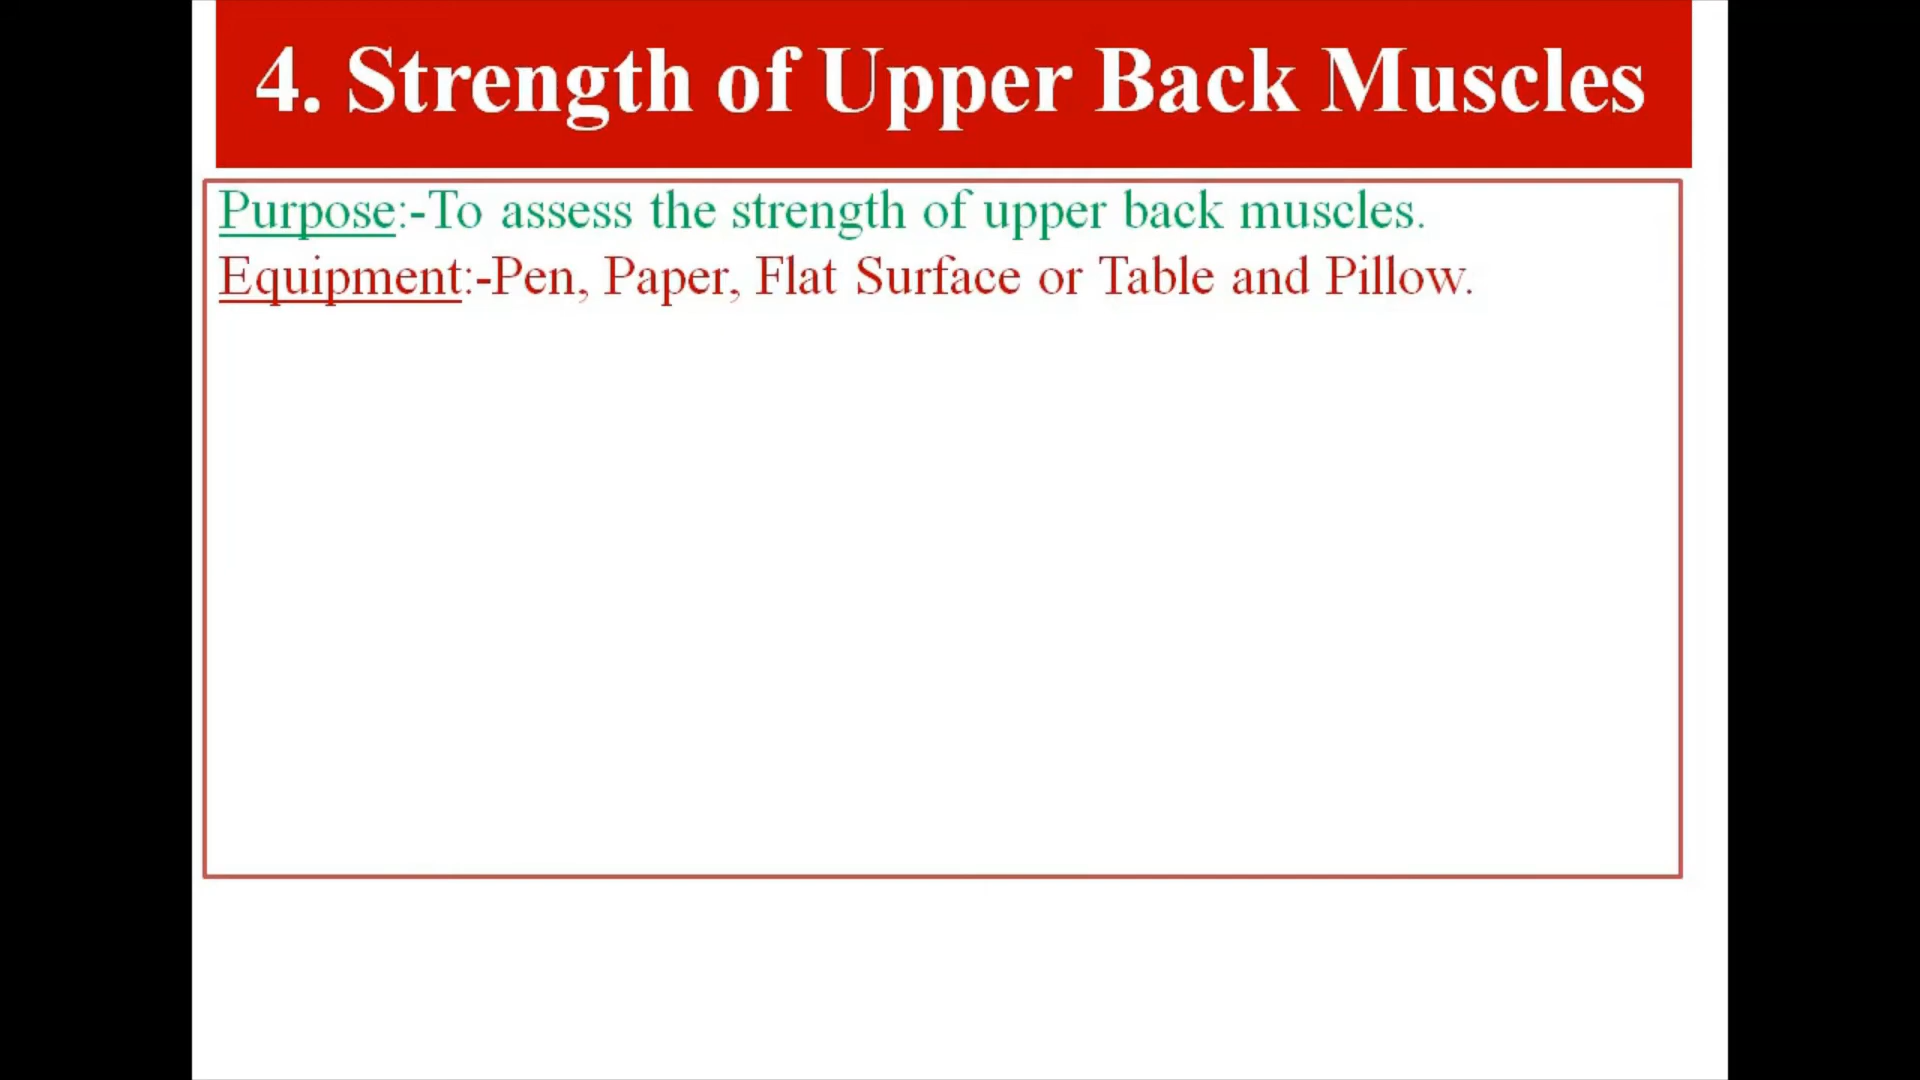 4. Strength of Upper Back Muscles
Purpose:-To assess the strength of upper back muscles.
Equipment:-Pen, Paper, Flat Surface or Table and Pillow.